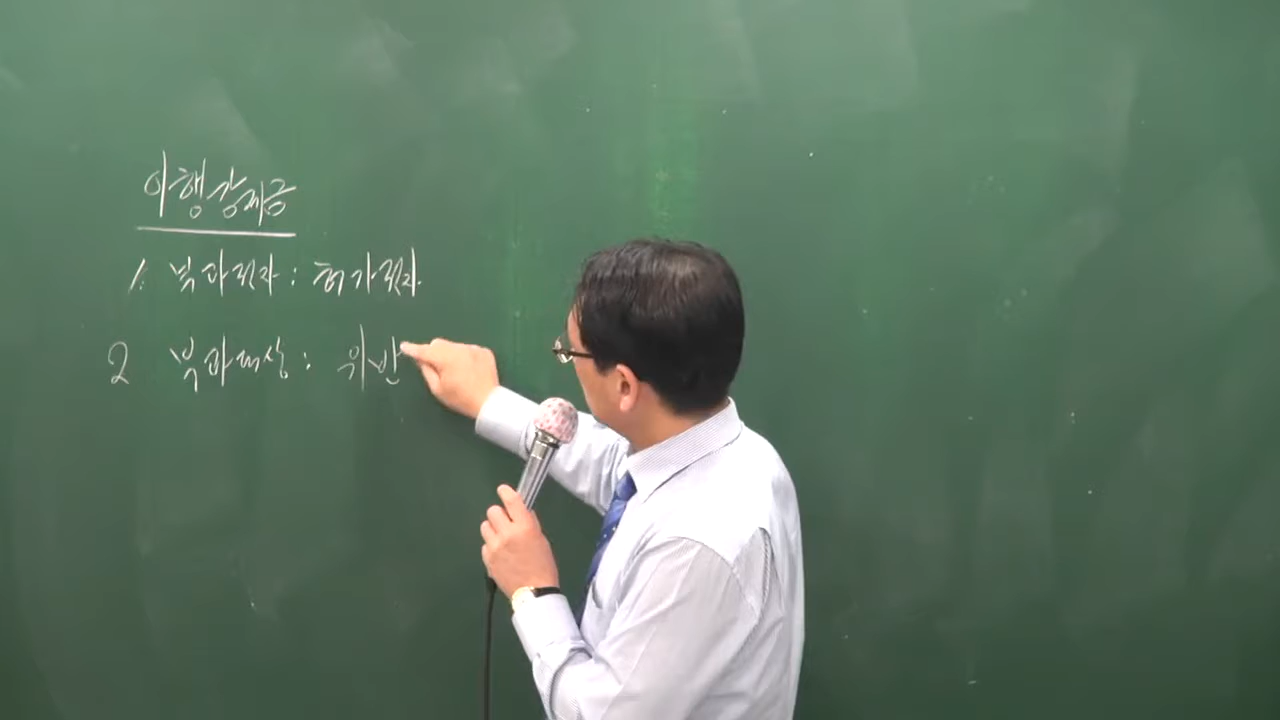 이행강제금
1. 부과권자 : 허가권자
2 부과대상 : 위반